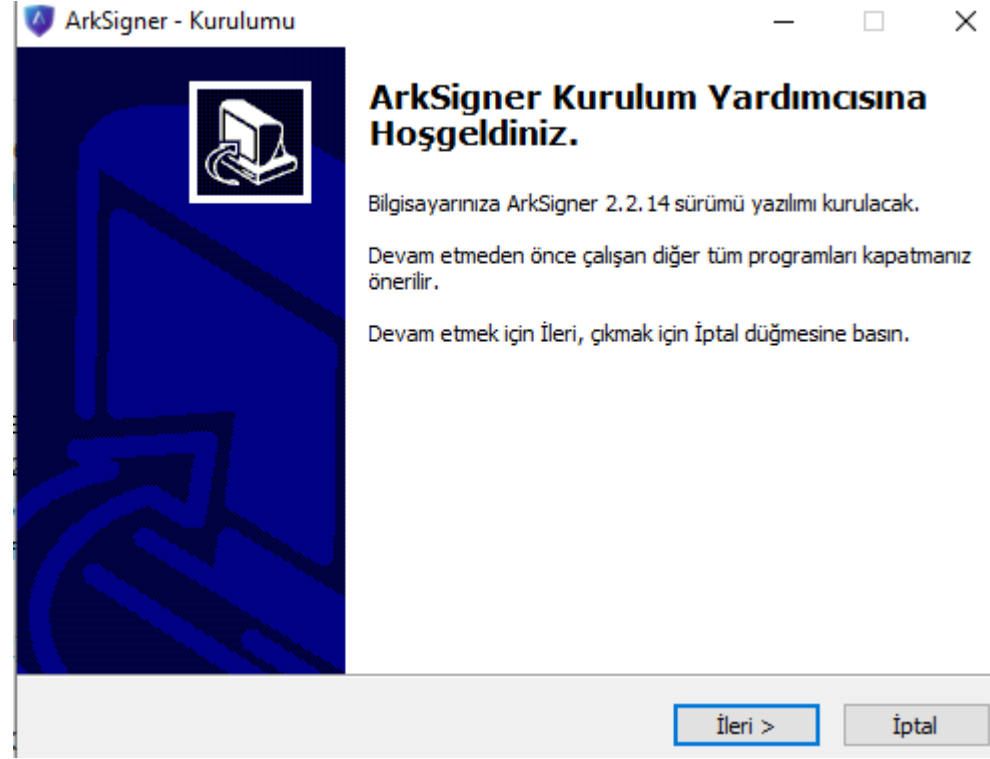 ArkSigner - Kurulumu
ArkSigner Kurulum Yardımcısına
Hoşgeldiniz.
Bilgisayarınıza ArkSigner 2.2.14 sürümü yazılımı kurulacak.
Devam etmeden önce çalışan diğer tüm programları kapatmanız
önerilir.
Devam etmek için İleri, çıkmak için İptal düğmesine basın.
İleri >
İptal